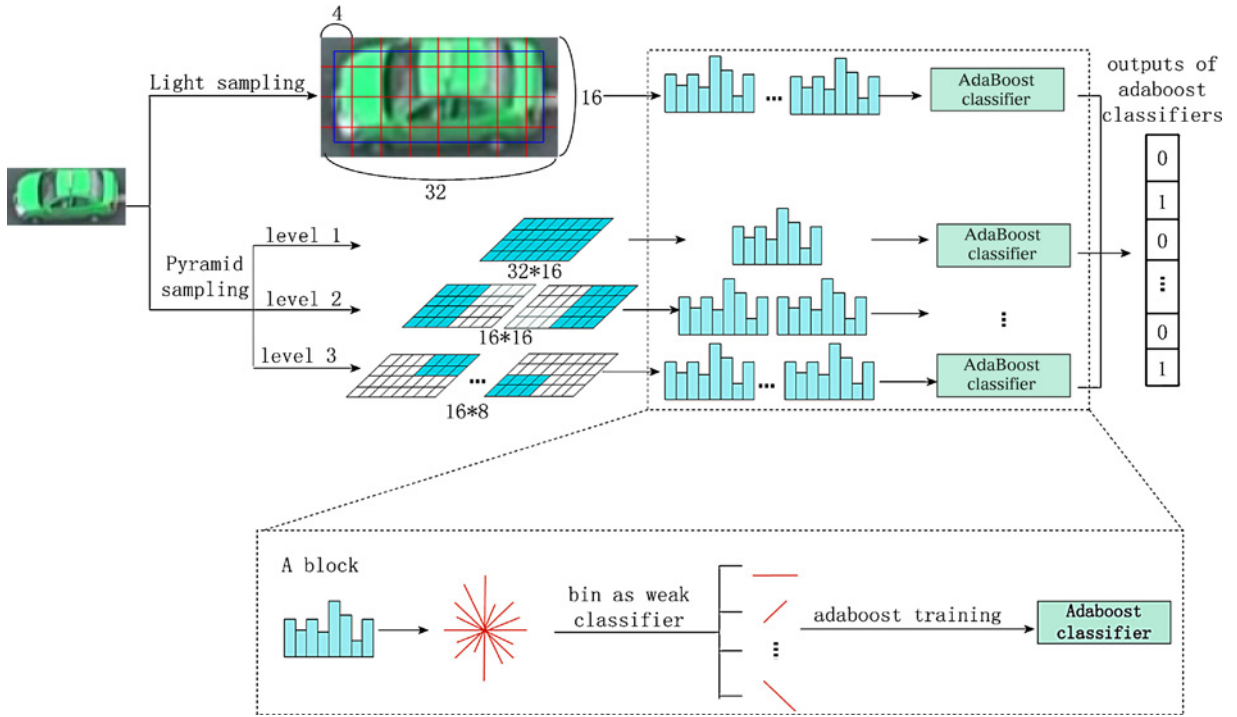 4
Light sampling
16
32
AdaBoost
classifier
outputs of
adaboost
classifiers
0
1
0
...
0
1
Pyramid
sampling
level 1
32*16
AdaBoost
classifier
level 2
16*16
...
level 3
...
16*8
...
AdaBoost
classifier
...
A block
bin as weak
classifier
...
adaboost training
Adaboost
classifier